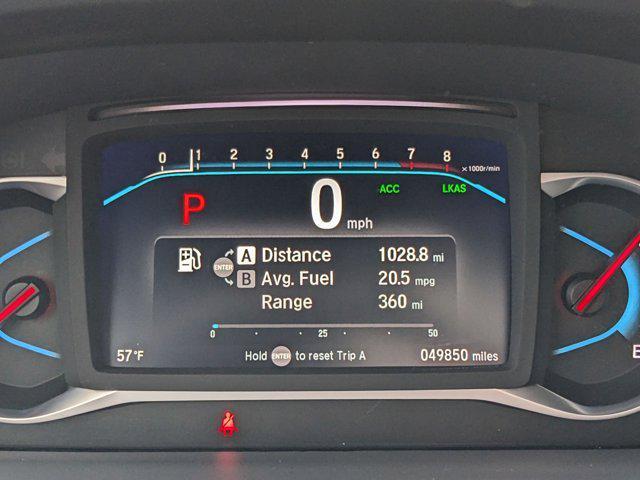 0 1 2 3 4 5 6 7 8 x1000r/min
ACC LKAS
P 0 mph
A Distance 1028.8 mi
ENTER
B Avg. Fuel 20.5 mpg
Range 360 mi
0 25 50
57°F Hold ENTER to reset Trip A 049850 miles
E